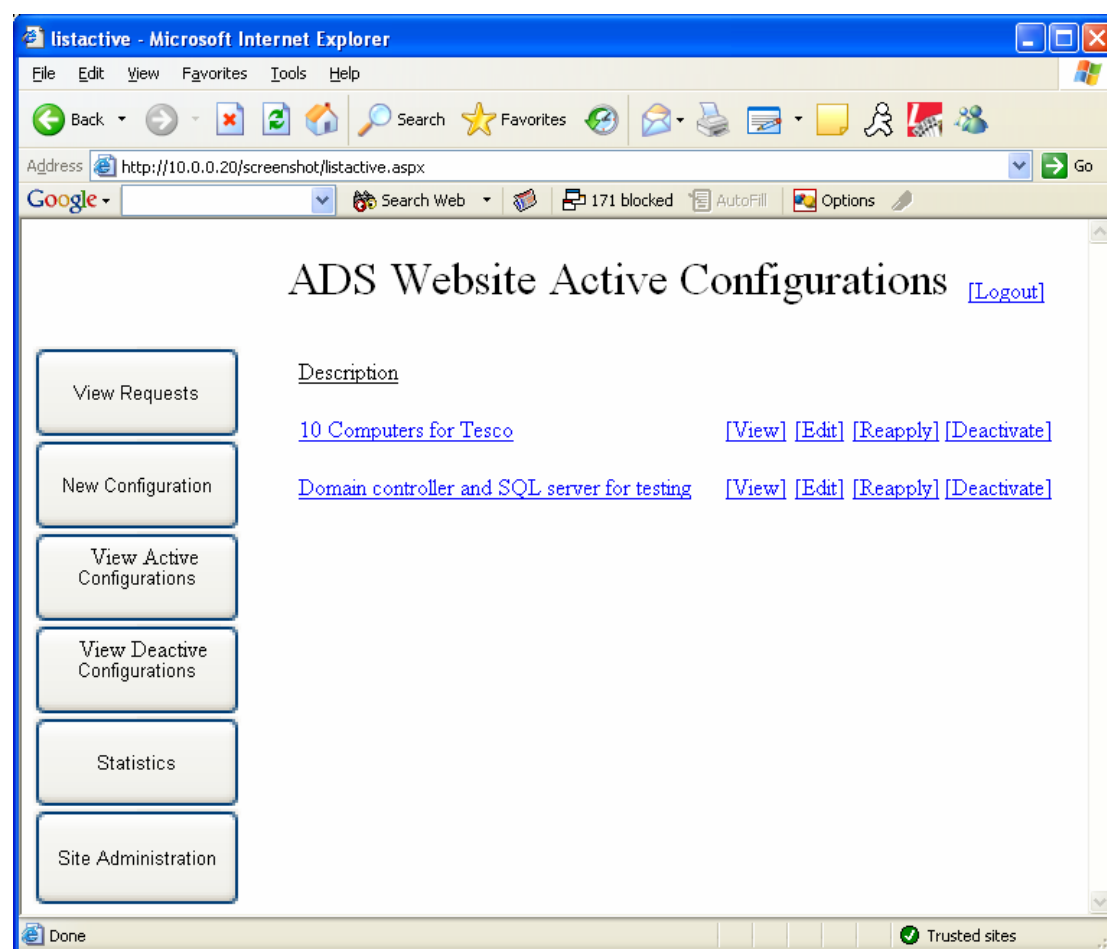 listactive - Microsoft Internet Explorer
File Edit View Favorites Tools Help
Back Search Favorites
Address http://10.0.0.20/screenshot/listactive.aspx Go
Google Search Web 171 blocked AutoFill Options
ADS Website Active Configurations [Logout]
Description
10 Computers for Tesco [View] [Edit] [Reapply] [Deactivate]
Domain controller and SQL server for testing [View] [Edit] [Reapply] [Deactivate]
View Requests
New Configuration
View Active
Configurations
View Deactive
Configurations
Statistics
Site Administration
Done Trusted sites